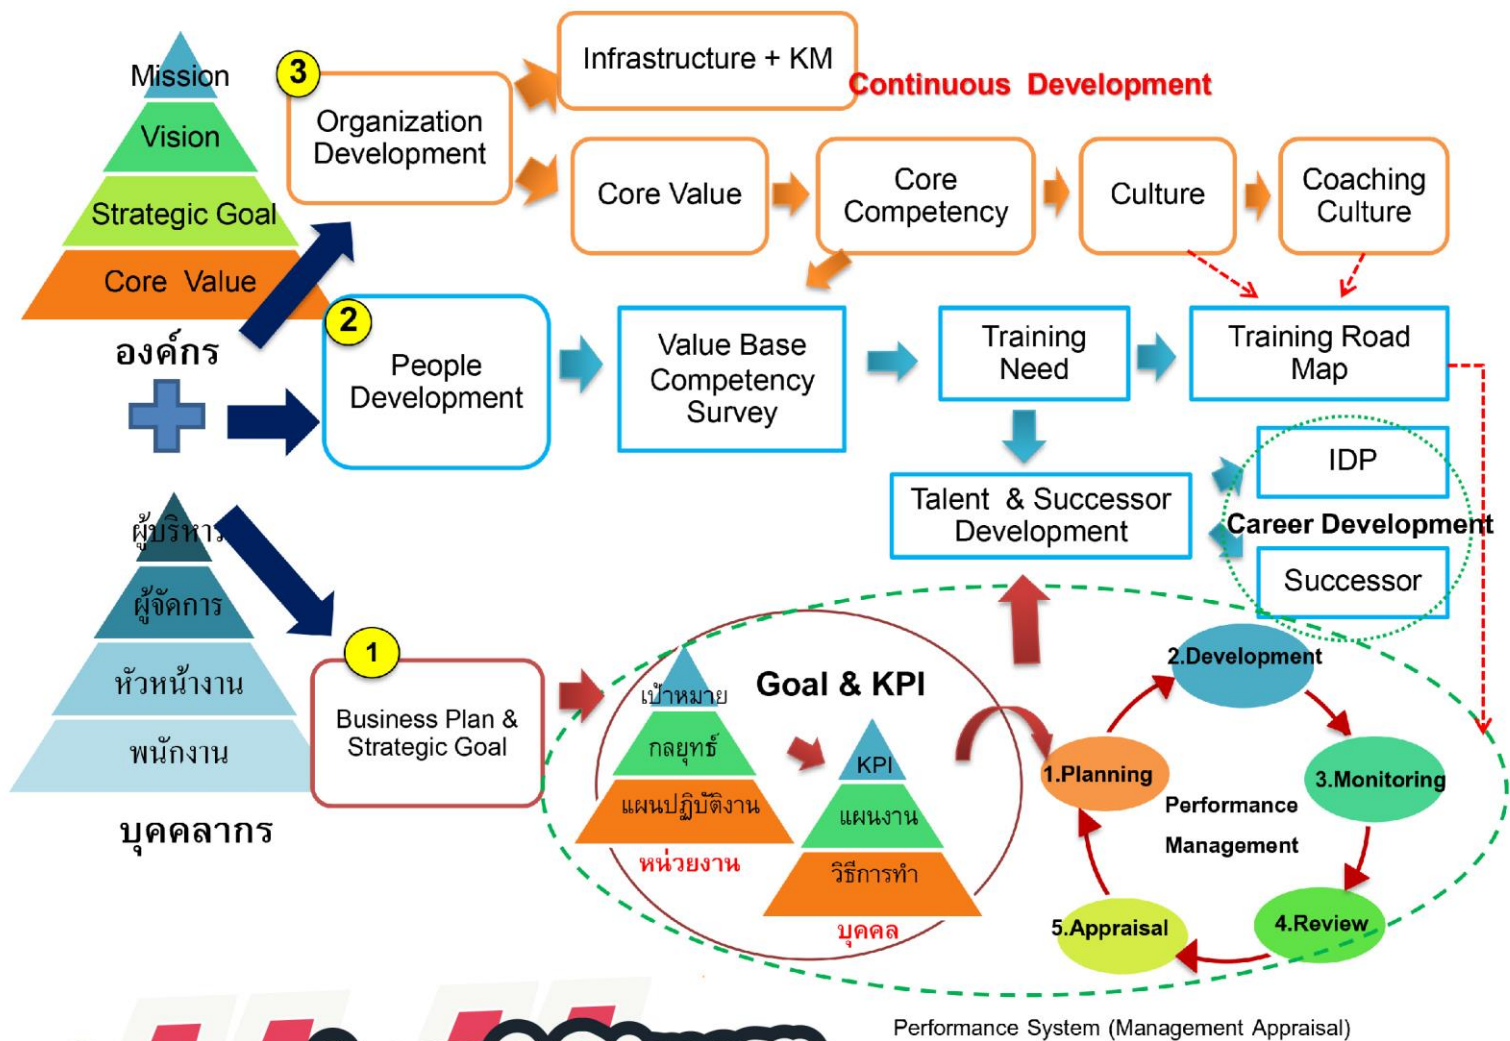 Mission
Vision
Strategic Goal
Core Value
องค์กร
ผู้บริหาร
ผู้จัดการ
หัวหน้างาน
พนักงาน
บุคคลากร
3
Organization
Development
Infrastructure + KM
Continuous Development
Core Value
Core
Competency
Culture
Coaching
Culture
2
People
Development
Value Base
Competency
Survey
Training
Need
Training Road
Map
Talent & Successor
Development
IDP
Career Development
Successor
1
Business Plan &
Strategic Goal
Goal & KPI
เป้าหมาย
กลยุทธ์
แผนปฏิบัติงาน
หน่วยงาน
KPI
แผนงาน
วิธีการทำ
บุคคล
1.Planning
2.Development
3.Monitoring
4.Review
5.Appraisal
Performance
Management
Performance System (Management Appraisal)